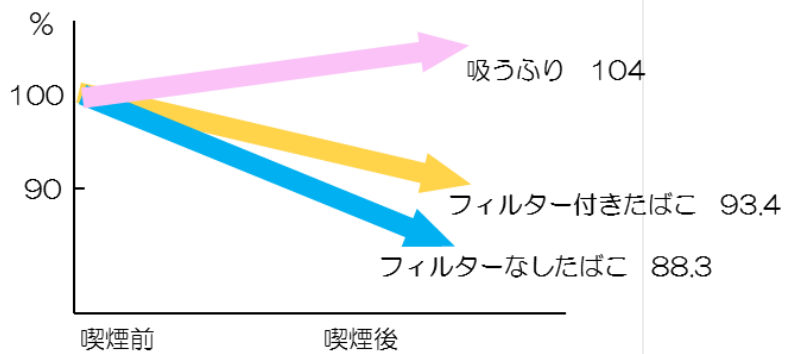 %
吸うふり 104
100
90
フィルター付きたばこ 93.4
フィルターなしたばこ 88.3
喫煙前 喫煙後